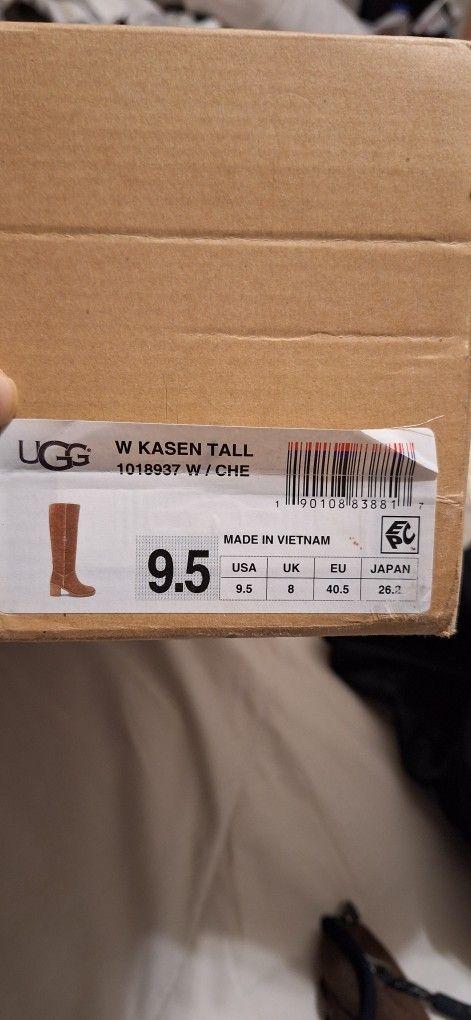 UGG®
W KASEN TALL
1018937 W / CHE
1 90108 83881 7
MADE IN VIETNAM
EPC™
9.5
USA UK EU JAPAN
9.5 8 40.5 26.2